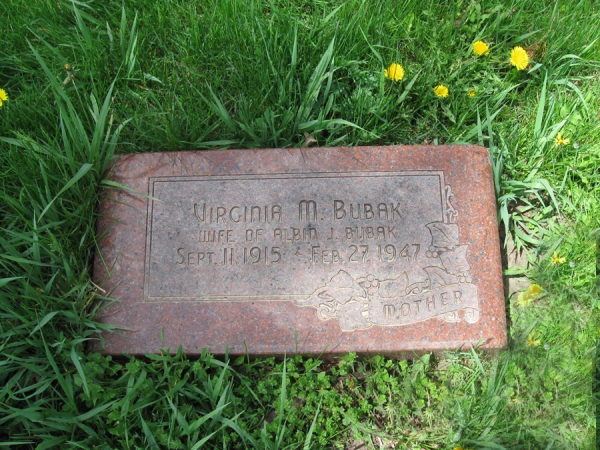 VIRGINIA M. BUBAK
WIFE OF ALBIN J. BUBAK
SEPT. 11, 1915 * FEB. 27, 1947
MOTHER